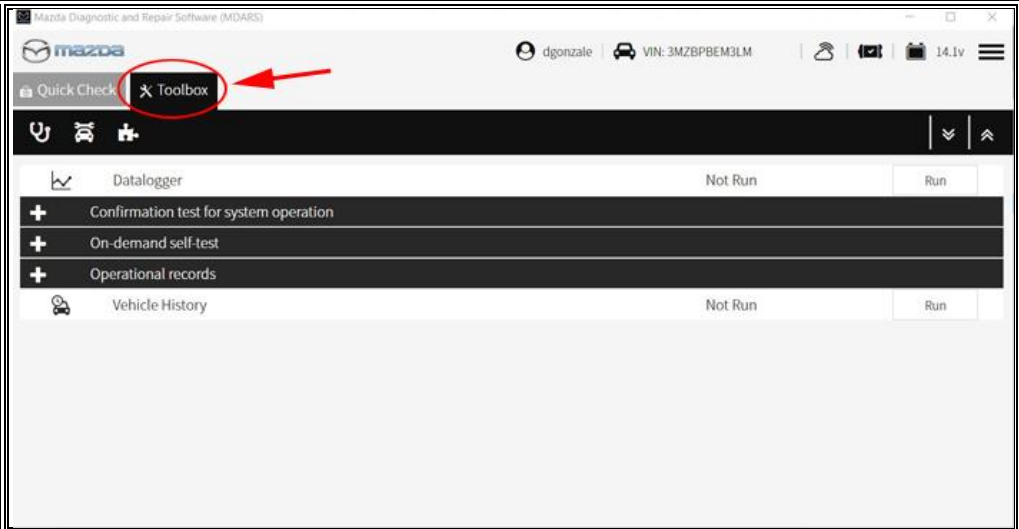 Mazda Diagnostic and Repair Software (MDARS)
mazda
dgonzale
VIN: 3MZBPBEM3LM
14.1v
Quick Check
Toolbox
Datalogger Not Run Run
Confirmation test for system operation
On-demand self-test
Operational records
Vehicle History Not Run Run